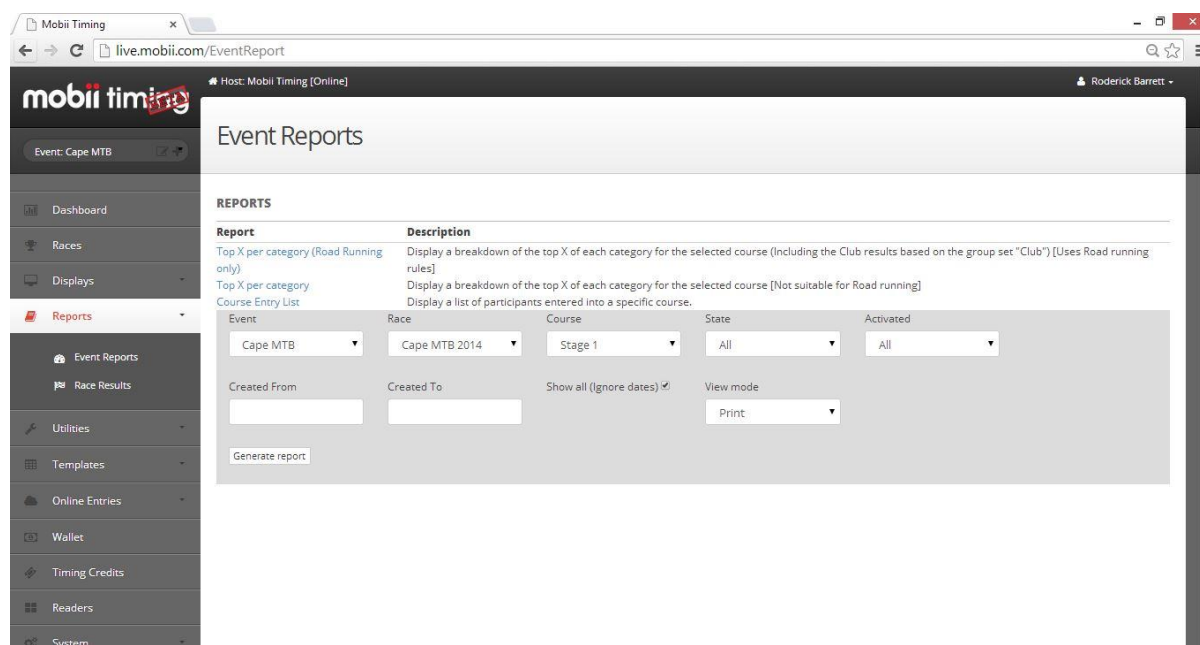 Mobii Timing
live.mobii.com/EventReport
mobii timing
Host: Mobii Timing [Online]
Roderick Barrett
Event: Cape MTB
Event Reports
Dashboard
Races
Displays
Reports
Event Reports
Race Results
Utilities
Templates
Online Entries
Wallet
Timing Credits
Readers
System
REPORTS
Report Description
Top X per category (Road Running only) Display a breakdown of the top X of each category for the selected course (Including the Club results based on the group set "Club") [Uses Road running rules]
Top X per category Display a breakdown of the top X of each category for the selected course [Not suitable for Road running]
Course Entry List Display a list of participants entered into a specific course.
Event Race Course State Activated
Cape MTB Cape MTB 2014 Stage 1 All All
Created From Created To Show all (Ignore dates) View mode
Print
Generate report